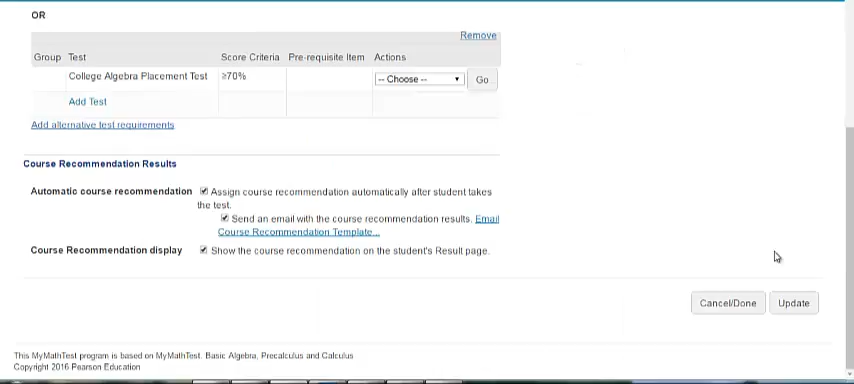 OR
Remove
Group Test Score Criteria Pre-requisite Item Actions
College Algebra Placement Test ≥70% -- Choose -- Go
Add Test
Add alternative test requirements
Course Recommendation Results
Automatic course recommendation Assign course recommendation automatically after student takes
the test.
Send an email with the course recommendation results. Email
Course Recommendation Template...
Course Recommendation display Show the course recommendation on the student's Result page.
Cancel/Done Update
This MyMathTest program is based on MyMathTest. Basic Algebra, Precalculus and Calculus
Copyright 2016 Pearson Education